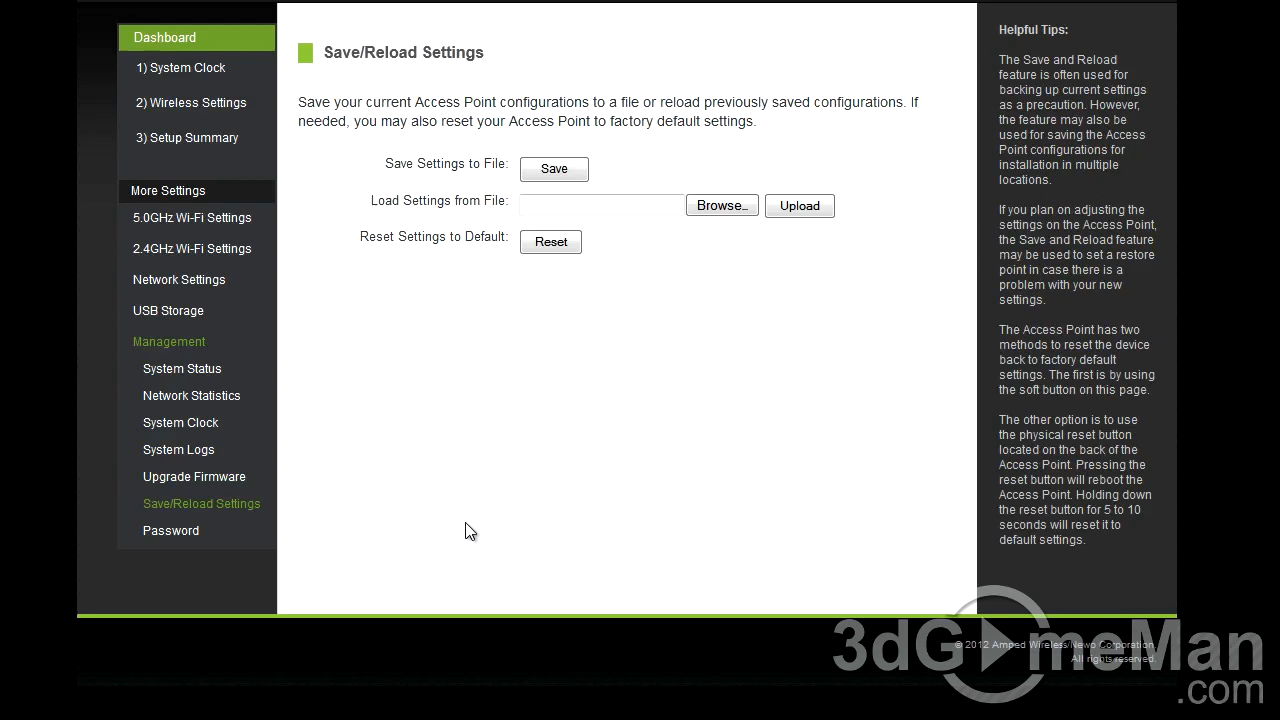 Dashboard
1) System Clock
2) Wireless Settings
3) Setup Summary
More Settings
5.0GHz Wi-Fi Settings
2.4GHz Wi-Fi Settings
Network Settings
USB Storage
Management
System Status
Network Statistics
System Clock
System Logs
Upgrade Firmware
Save/Reload Settings
Password
Save/Reload Settings
Save your current Access Point configurations to a file or reload previously saved configurations. If
needed, you may also reset your Access Point to factory default settings.
Save Settings to File: Save
Load Settings from File: Browse... Upload
Reset Settings to Default: Reset
Helpful Tips:
The Save and Reload
feature is often used for
backing up current settings
as a precaution. However,
the feature may also be
used for saving the Access
Point configurations for
installation in multiple
locations.
If you plan on adjusting the
settings on the Access Point,
the Save and Reload feature
may be used to set a restore
point in case there is a
problem with your new
settings.
The Access Point has two
methods to reset the device
back to factory default
settings. The first is by using
the soft button on this page.
The other option is to use
the physical reset button
located on the back of the
Access Point. Pressing the
reset button will reboot the
Access Point. Holding down
the reset button for 5 to 10
seconds will reset it to
default settings.
© 2012 Amped Wireless/Newo Corporation.
All rights reserved.
3dGameMan
.com